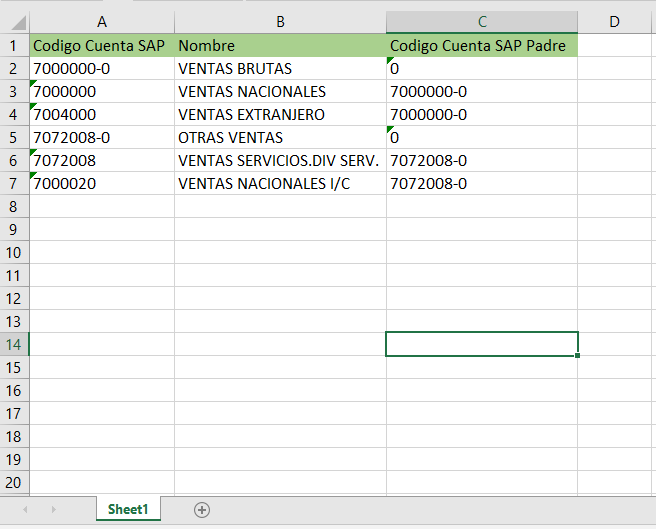 A B C D
1 Codigo Cuenta SAP Nombre Codigo Cuenta SAP Padre
2 7000000-0 VENTAS BRUTAS 0
3 7000000 VENTAS NACIONALES 7000000-0
4 7004000 VENTAS EXTRANJERO 7000000-0
5 7072008-0 OTRAS VENTAS 0
6 7072008 VENTAS SERVICIOS.DIV SERV. 7072008-0
7 7000020 VENTAS NACIONALES I/C 7072008-0
8
9
10
11
12
13
14
15
16
17
18
19
20
Sheet1